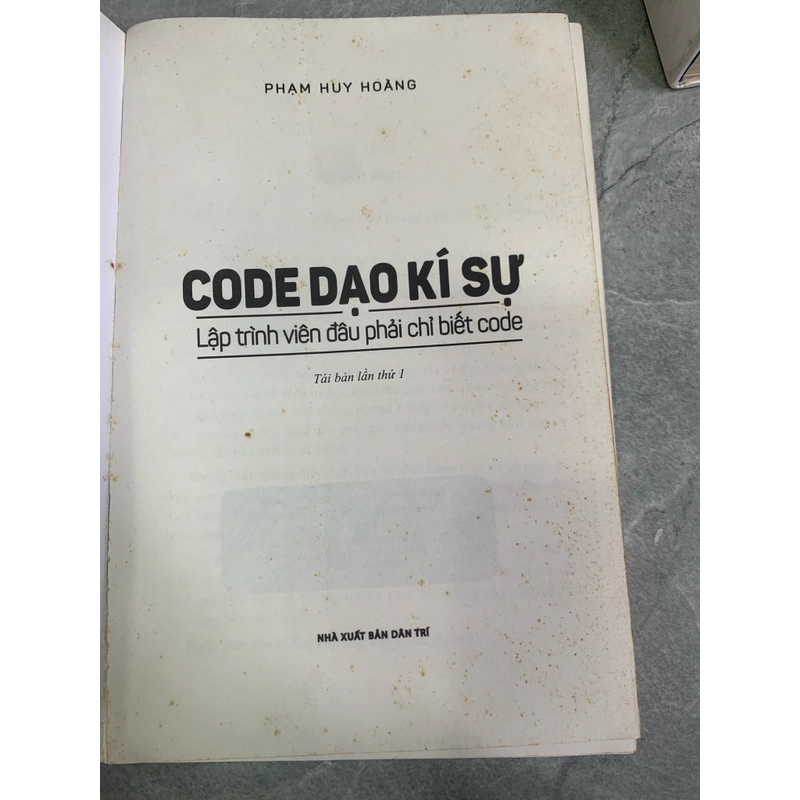 PHẠM HUY HOÀNG
CODE DẠO KÍ SỰ
Lập trình viên đâu phải chỉ biết code
Tái bản lần thứ 1
NHÀ XUẤT BẢN DÂN TRÍ